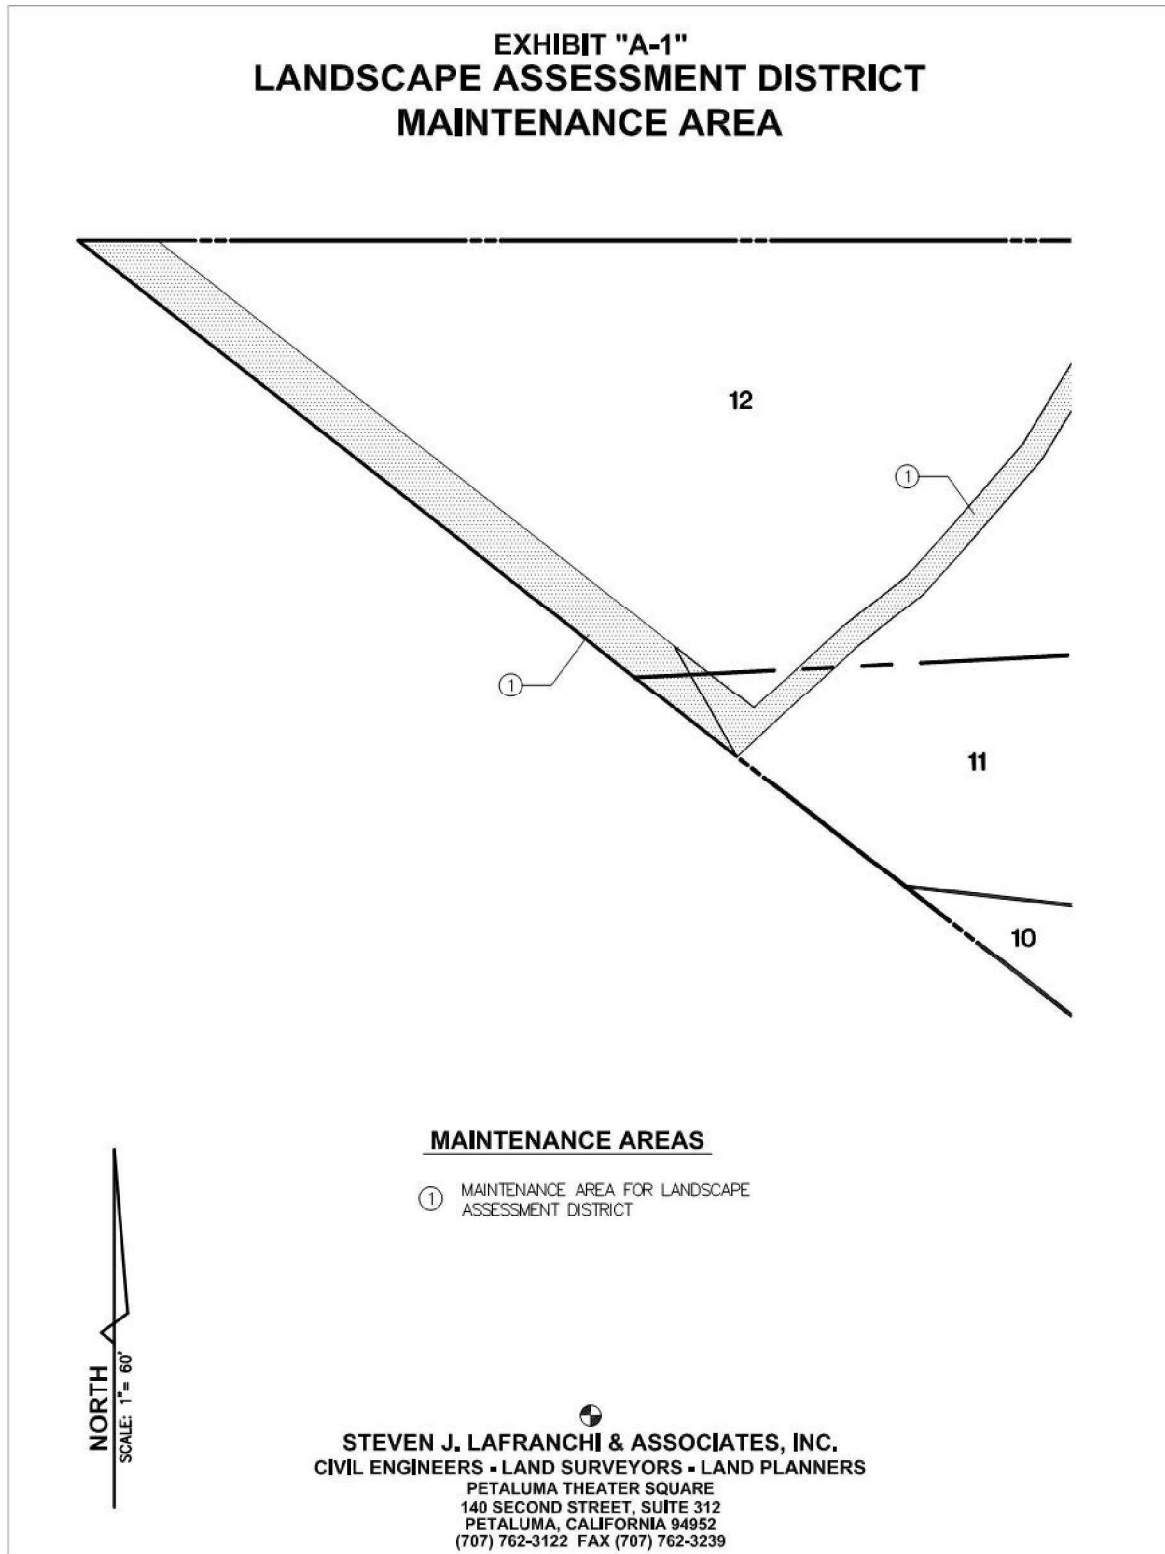 EXHIBIT "A-1"
LANDSCAPE ASSESSMENT DISTRICT
MAINTENANCE AREA
12
1
1
11
10
MAINTENANCE AREAS
1 MAINTENANCE AREA FOR LANDSCAPE
ASSESSMENT DISTRICT
NORTH
SCALE: 1"= 60'
STEVEN J. LAFRANCHI & ASSOCIATES, INC.
CIVIL ENGINEERS - LAND SURVEYORS - LAND PLANNERS
PETALUMA THEATER SQUARE
140 SECOND STREET, SUITE 312
PETALUMA, CALIFORNIA 94952
(707) 762-3122 FAX (707) 762-3239